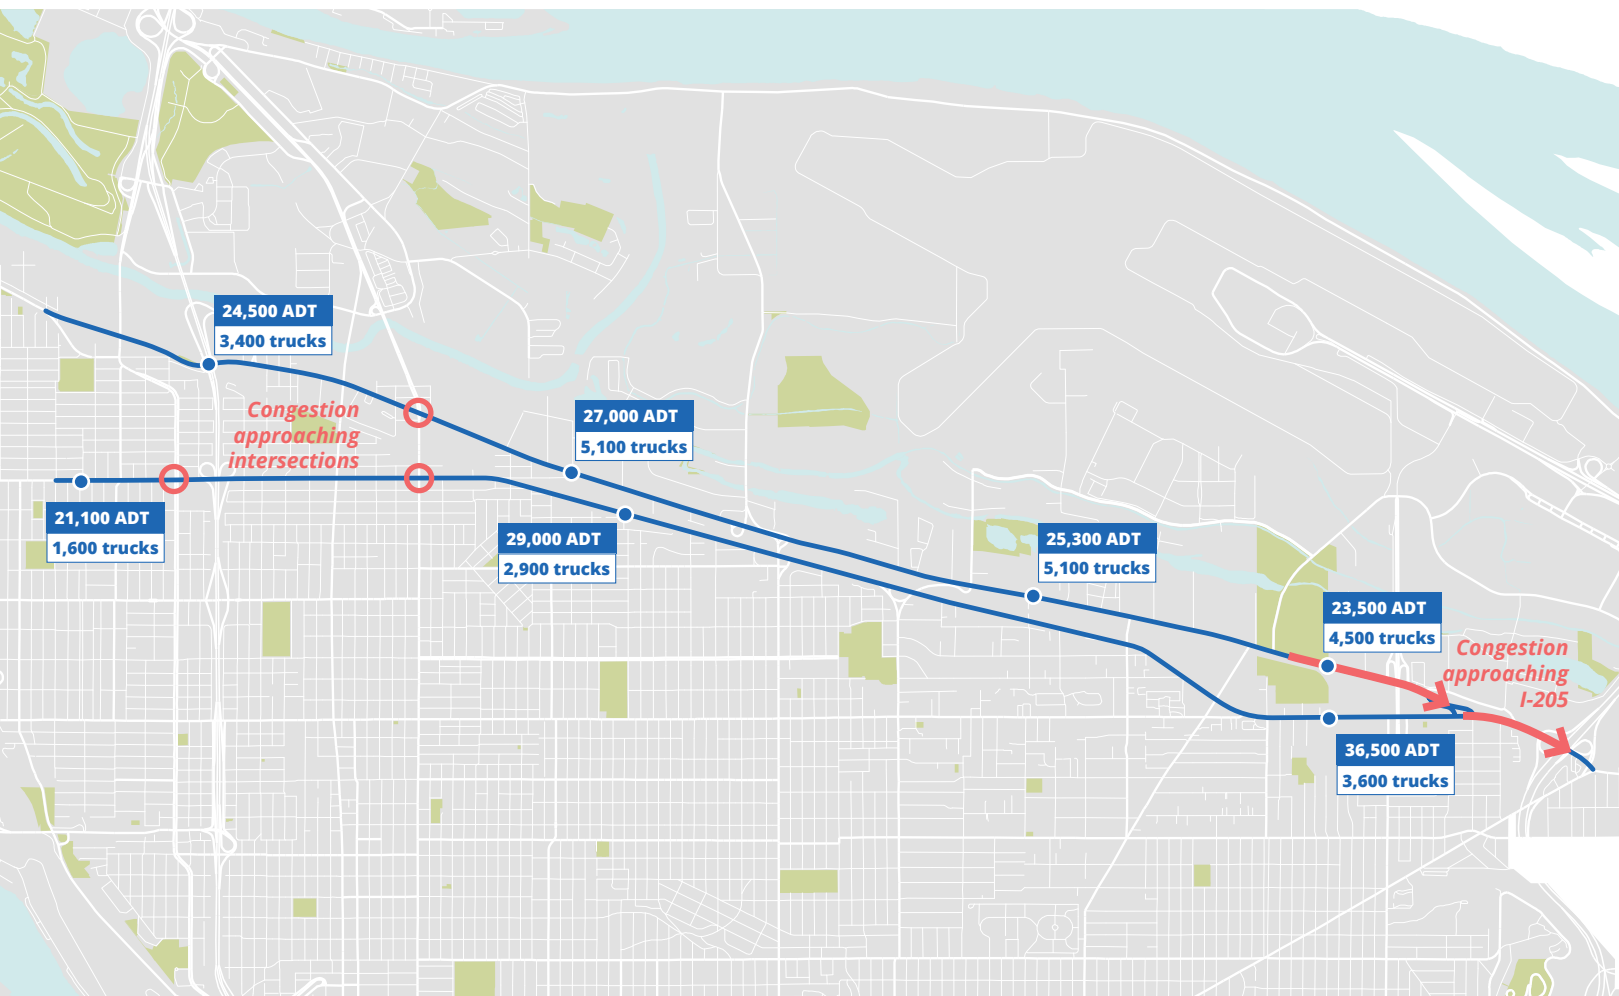 24,500 ADT
3,400 trucks
Congestion
approaching
intersections
27,000 ADT
5,100 trucks
21,100 ADT
1,600 trucks
29,000 ADT
2,900 trucks
25,300 ADT
5,100 trucks
23,500 ADT
4,500 trucks
Congestion
approaching
I-205
36,500 ADT
3,600 trucks